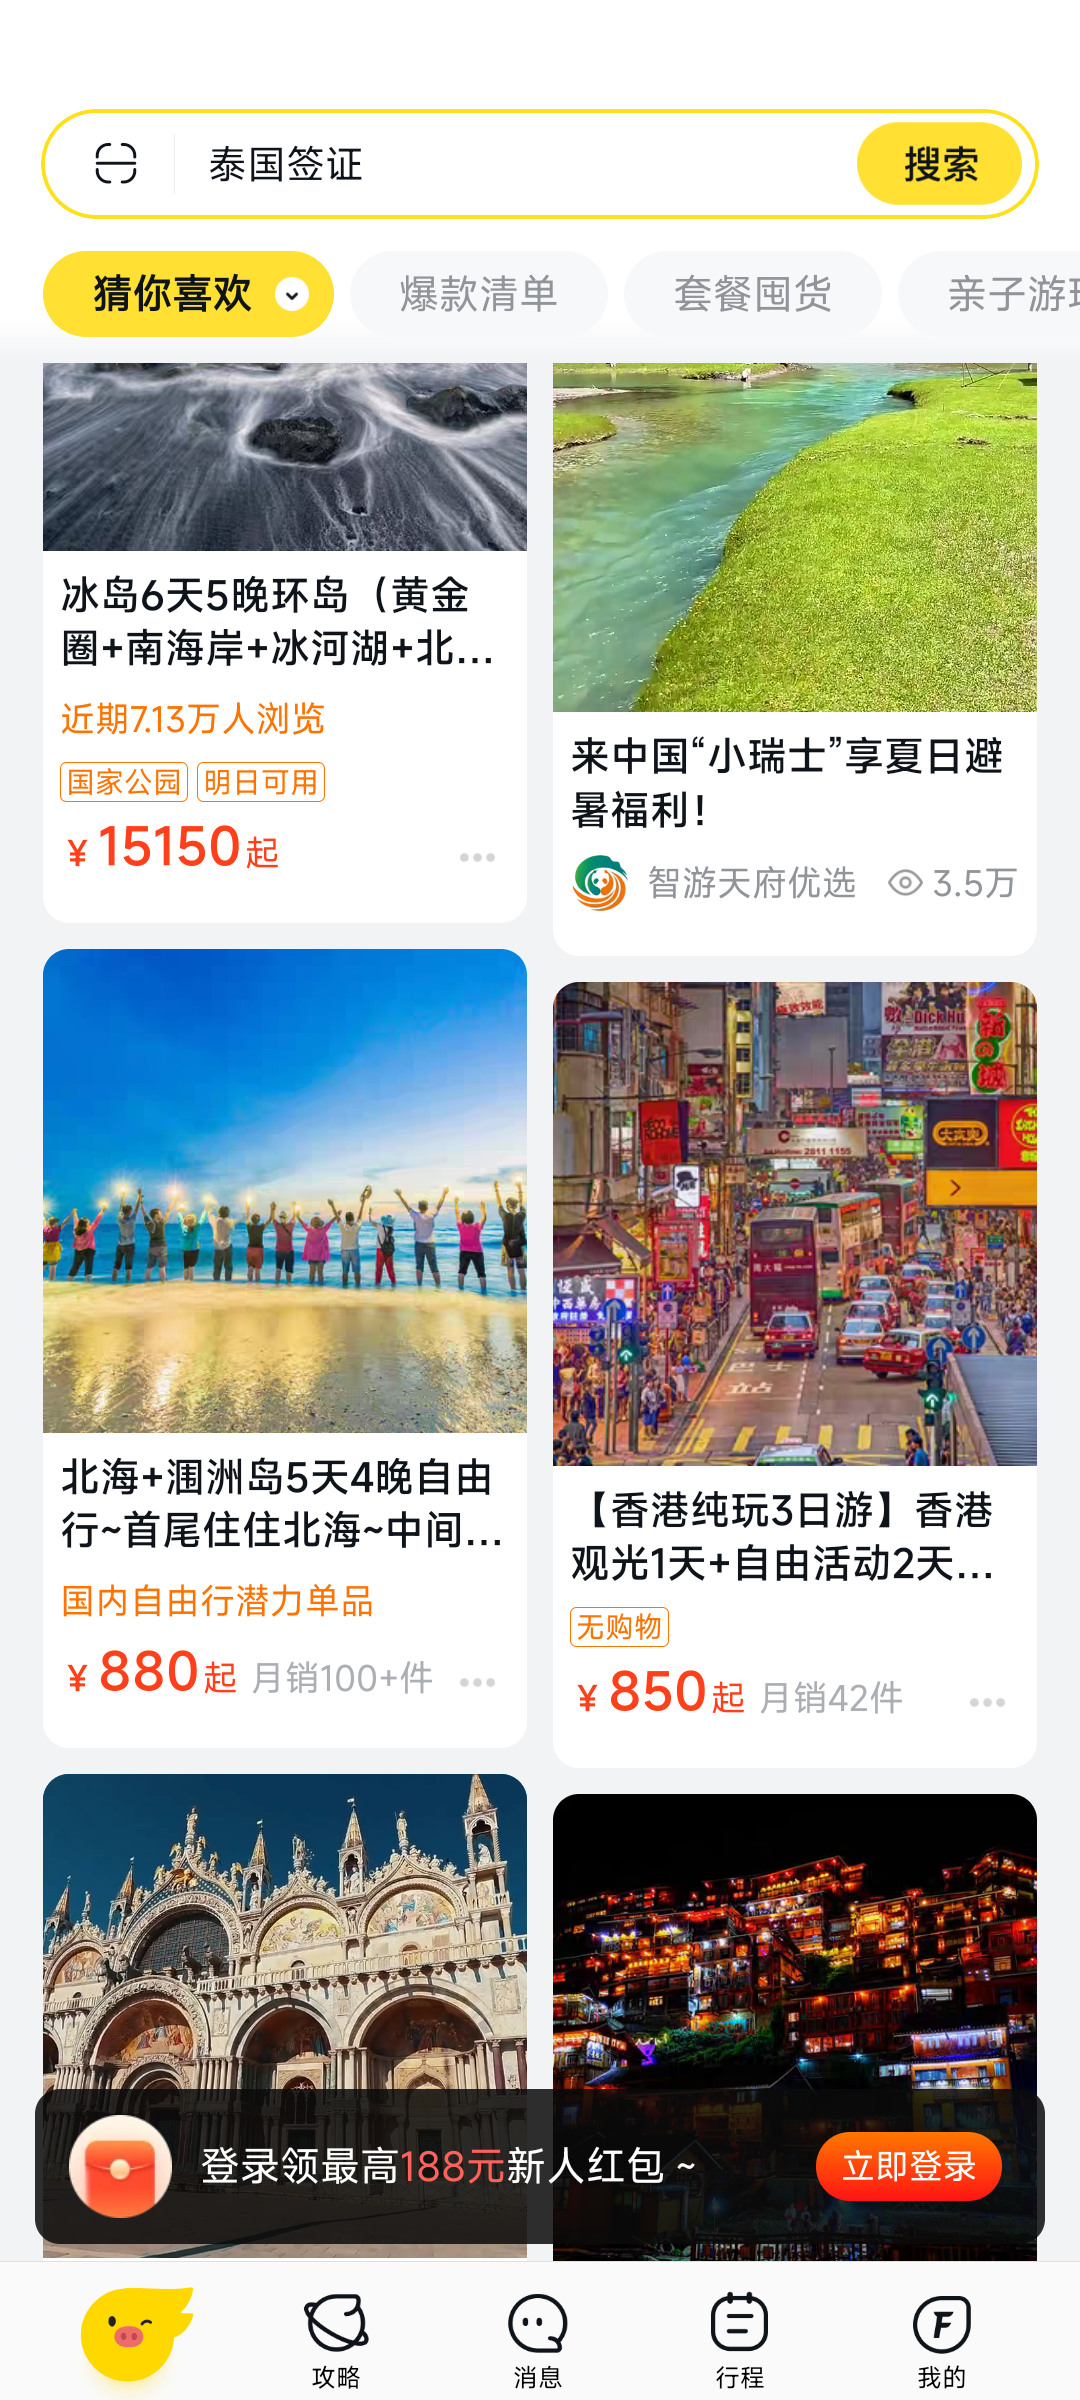 泰国签证
搜索
猜你喜欢
爆款清单
套餐囤货
亲子游玩
冰岛6天5晚环岛（黄金
圈+南海岸+冰河湖+北...
近期7.13万人浏览
国家公园
明日可用
¥15150起
来中国“小瑞士”享夏日避
暑福利！
智游天府优选
3.5万
北海+涠洲岛5天4晚自由
行~首尾住住北海~中间...
国内自由行潜力单品
¥880起 月销100+件
2811 1155
周大福
【香港纯玩3日游】香港
观光1天+自由活动2天...
无购物
¥850起 月销42件
登录领最高188元新人红包 ~
立即登录
攻略
消息
行程
我的